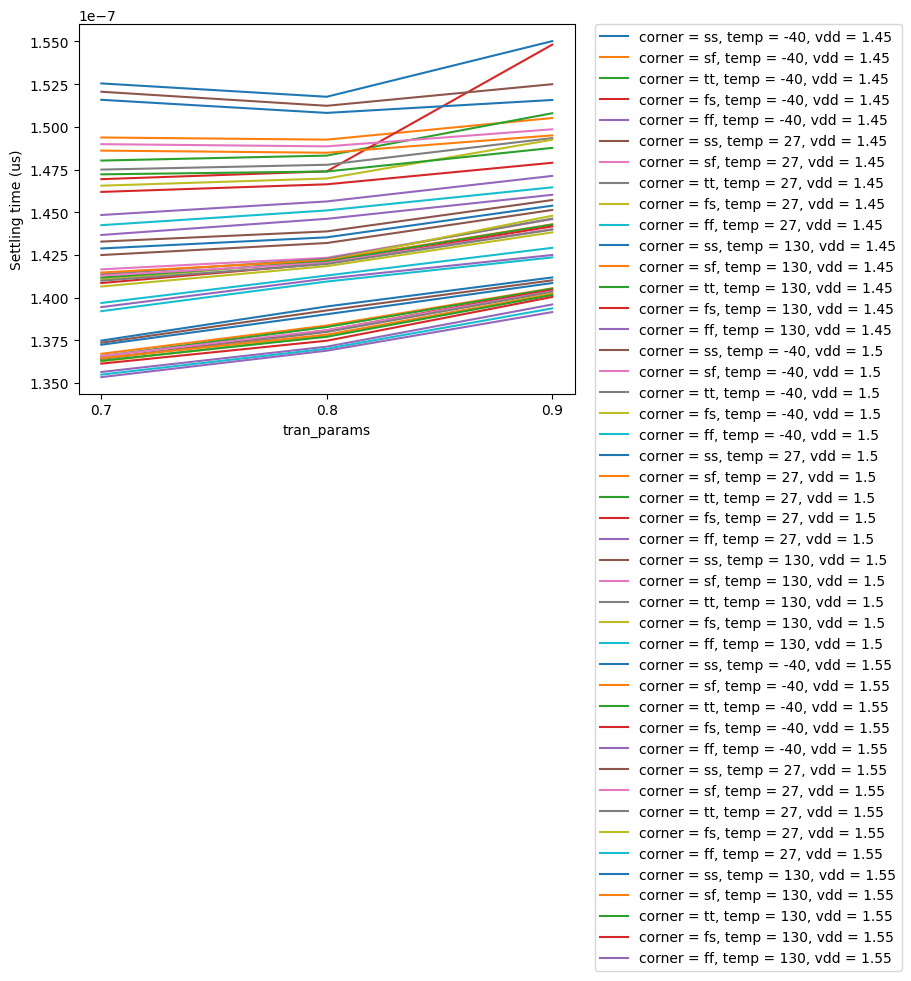 1e−7
1.550
1.525
1.500
1.475
1.450
1.425
1.400
1.375
1.350
Settling time (us)
0.7
0.8
0.9
tran_params
corner = ss, temp = -40, vdd = 1.45
corner = sf, temp = -40, vdd = 1.45
corner = tt, temp = -40, vdd = 1.45
corner = fs, temp = -40, vdd = 1.45
corner = ff, temp = -40, vdd = 1.45
corner = ss, temp = 27, vdd = 1.45
corner = sf, temp = 27, vdd = 1.45
corner = tt, temp = 27, vdd = 1.45
corner = fs, temp = 27, vdd = 1.45
corner = ff, temp = 27, vdd = 1.45
corner = ss, temp = 130, vdd = 1.45
corner = sf, temp = 130, vdd = 1.45
corner = tt, temp = 130, vdd = 1.45
corner = fs, temp = 130, vdd = 1.45
corner = ff, temp = 130, vdd = 1.45
corner = ss, temp = -40, vdd = 1.5
corner = sf, temp = -40, vdd = 1.5
corner = tt, temp = -40, vdd = 1.5
corner = fs, temp = -40, vdd = 1.5
corner = ff, temp = -40, vdd = 1.5
corner = ss, temp = 27, vdd = 1.5
corner = sf, temp = 27, vdd = 1.5
corner = tt, temp = 27, vdd = 1.5
corner = fs, temp = 27, vdd = 1.5
corner = ff, temp = 27, vdd = 1.5
corner = ss, temp = 130, vdd = 1.5
corner = sf, temp = 130, vdd = 1.5
corner = tt, temp = 130, vdd = 1.5
corner = fs, temp = 130, vdd = 1.5
corner = ff, temp = 130, vdd = 1.5
corner = ss, temp = -40, vdd = 1.55
corner = sf, temp = -40, vdd = 1.55
corner = tt, temp = -40, vdd = 1.55
corner = fs, temp = -40, vdd = 1.55
corner = ff, temp = -40, vdd = 1.55
corner = ss, temp = 27, vdd = 1.55
corner = sf, temp = 27, vdd = 1.55
corner = tt, temp = 27, vdd = 1.55
corner = fs, temp = 27, vdd = 1.55
corner = ff, temp = 27, vdd = 1.55
corner = ss, temp = 130, vdd = 1.55
corner = sf, temp = 130, vdd = 1.55
corner = tt, temp = 130, vdd = 1.55
corner = fs, temp = 130, vdd = 1.55
corner = ff, temp = 130, vdd = 1.55